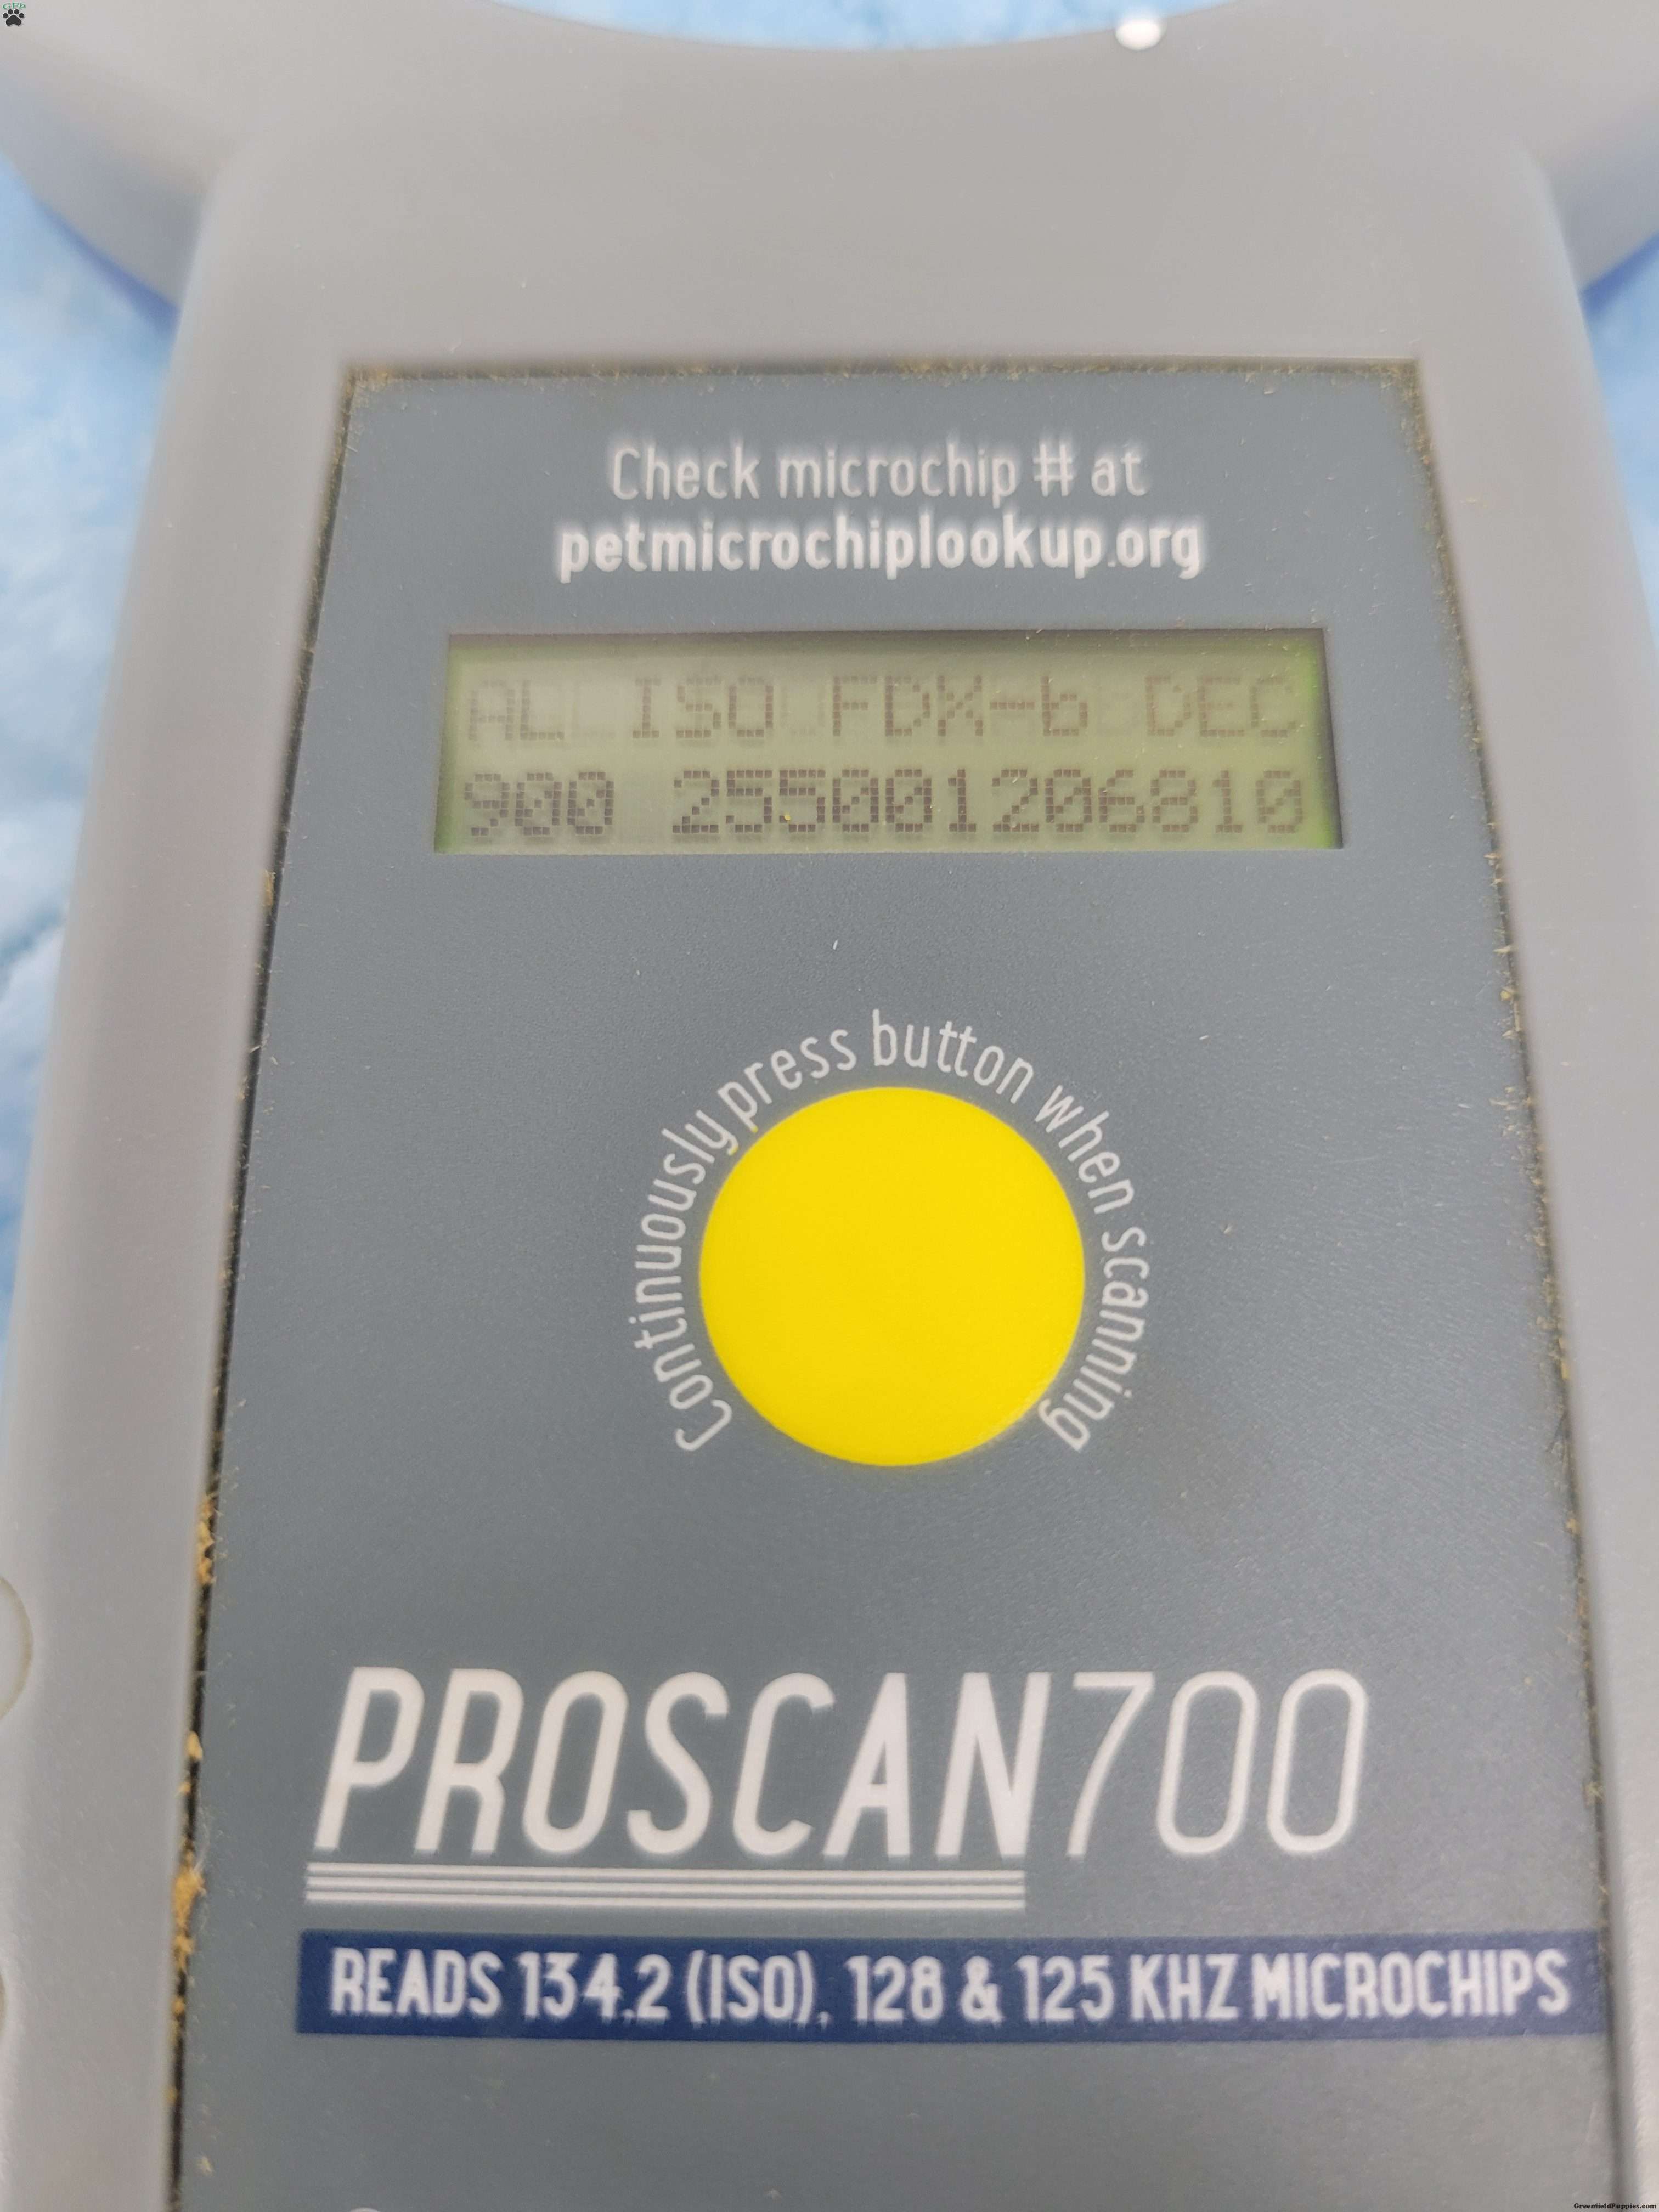 GFP
Check microchip # at
petmicrochiplookup.org
AL ISO FDX-b DEC
900 255001206810
Continuously press button when scanning
PROSCAN700
READS 134.2 (ISO), 128 & 125 KHZ MICROCHIPS
GreenfieldPuppies.com